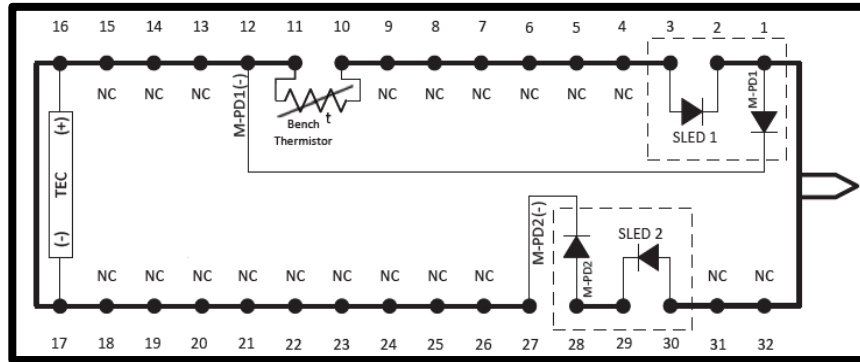 16 15 14 13 12 11 10 9 8 7 6 5 4 3 2 1
NC NC NC M-PD1(-) NC NC NC NC NC NC M-PD1
t
Bench
Thermistor
SLED 1
(+)
TEC
(-)
M-PD2(-)
SLED 2
M-PD2
NC NC NC NC NC NC NC NC NC NC NC
17 18 19 20 21 22 23 24 25 26 27 28 29 30 31 32